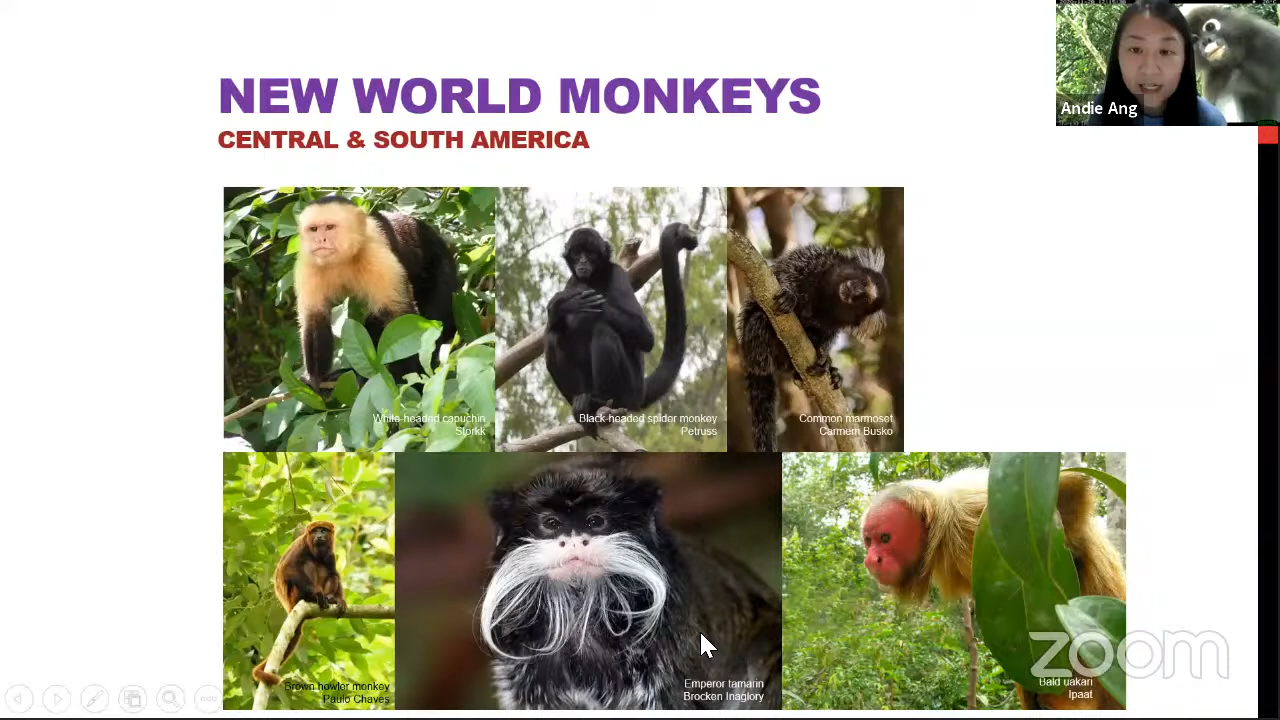 NEW WORLD MONKEYS
CENTRAL & SOUTH AMERICA
Andie Ang
White-headed capuchin
Storkk
Black-headed spider monkey
Petruss
Common marmoset
Carmem Busko
Brown howler monkey
Paulo Chaves
Emperor tamarin
Brocken Inaglory
Bald uakari
Ipaat
zoom